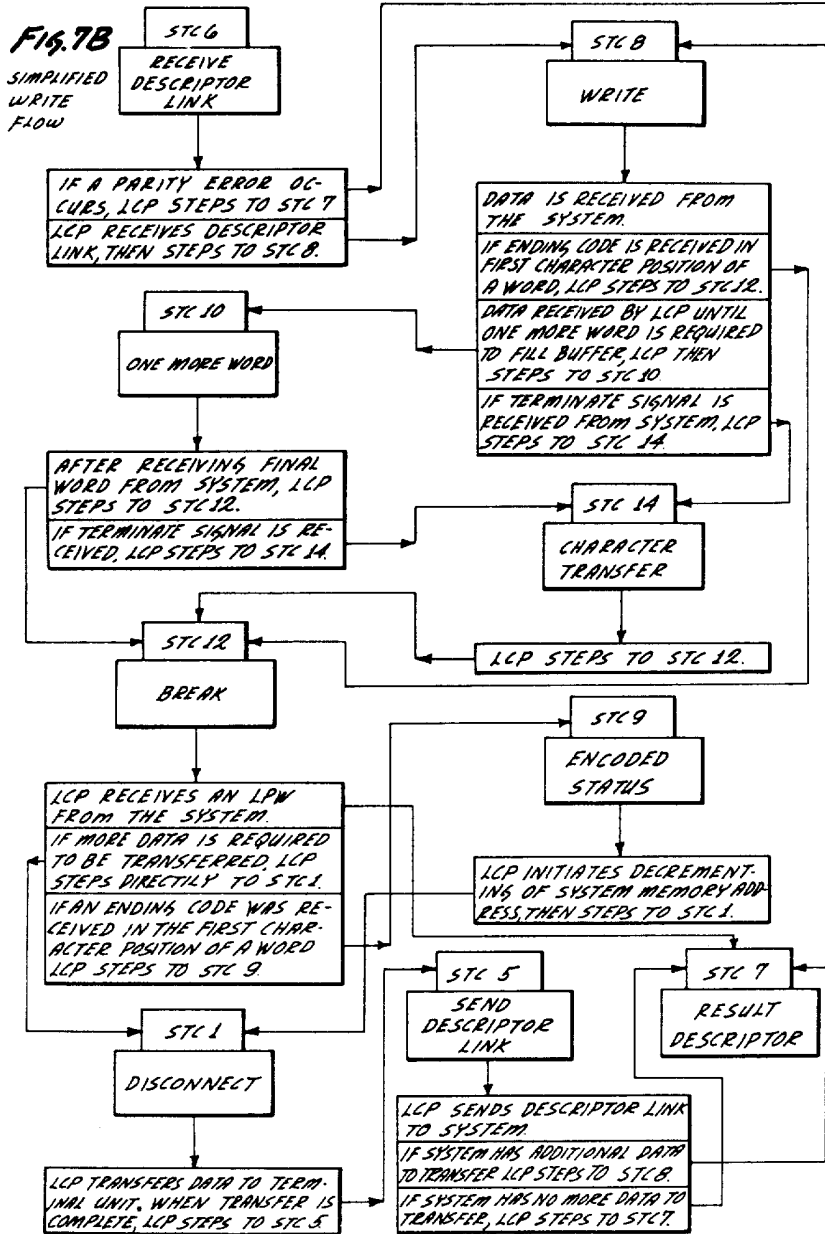 FIG. 7B
SIMPLIFIED
WRITE
FLOW
STC 6
RECEIVE
DESCRIPTOR
LINK
IF A PARITY ERROR OC-
CURS, LCP STEPS TO STC 7
LCP RECEIVES DESCRIPTOR
LINK, THEN STEPS TO STC 8.
STC 8
WRITE
DATA IS RECEIVED FROM
THE SYSTEM.
IF ENDING CODE IS RECEIVED IN
FIRST CHARACTER POSITION OF
A WORD, LCP STEPS TO STC 12.
DATA RECEIVED BY LCP UNTIL
ONE MORE WORD IS REQUIRED
TO FILL BUFFER, LCP THEN
STEPS TO STC 10.
IF TERMINATE SIGNAL IS
RECEIVED FROM SYSTEM, LCP
STEPS TO STC 14.
STC 10
ONE MORE WORD
AFTER RECEIVING FINAL
WORD FROM SYSTEM, LCP
STEPS TO STC 12.
IF TERMINATE SIGNAL IS RE-
CEIVED, LCP STEPS TO STC 14.
STC 14
CHARACTER
TRANSFER
LCP STEPS TO STC 12.
STC 12
BREAK
LCP RECEIVES AN LPW
FROM THE SYSTEM.
IF MORE DATA IS REQUIRED
TO BE TRANSFERRED, LCP
STEPS DIRECTILY TO STC 1.
IF AN ENDING CODE WAS RE-
CEIVED IN THE FIRST CHAR-
ACTER POSITION OF A WORD
LCP STEPS TO STC 9.
STC 9
ENCODED
STATUS
LCP INITIATES DECREMENT-
ING OF SYSTEM MEMORY ADD-
RESS, THEN STEPS TO STC 1.
STC 1
DISCONNECT
LCP TRANSFERS DATA TO TERM-
INAL UNIT. WHEN TRANSFER IS
COMPLETE, LCP STEPS TO STC 5
STC 5
SEND
DESCRIPTOR
LINK
LCP SENDS DESCRIPTOR LINK
TO SYSTEM.
IF SYSTEM HAS ADDITIONAL DATA
TO TRANSFER LCP STEPS TO STC 8.
IF SYSTEM HAS NO MORE DATA TO
TRANSFER, LCP STEPS TO STC 7.
STC 7
RESULT
DESCRIPTOR